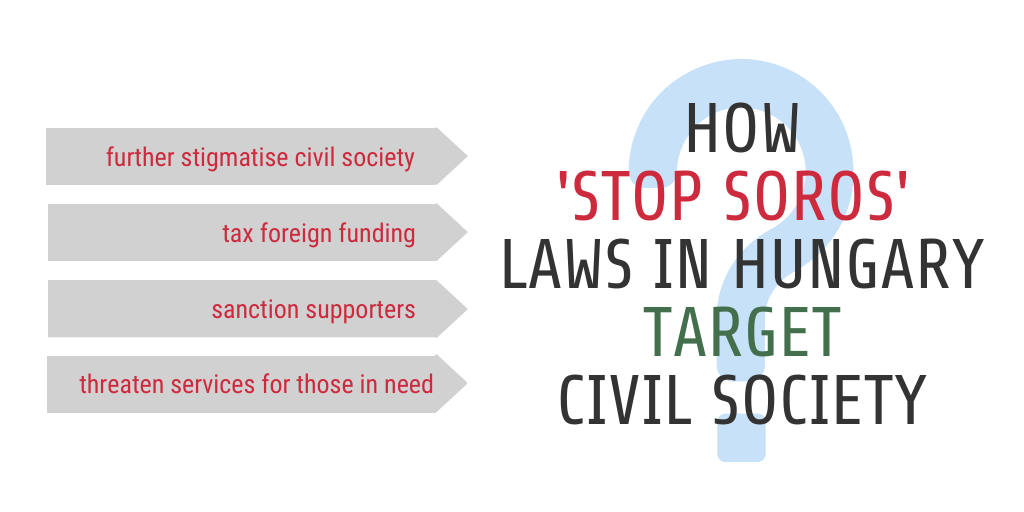 further stigmatise civil society
tax foreign funding
sanction supporters
threaten services for those in need
HOW
'STOP SOROS'
LAWS IN HUNGARY
TARGET
CIVIL SOCIETY
?